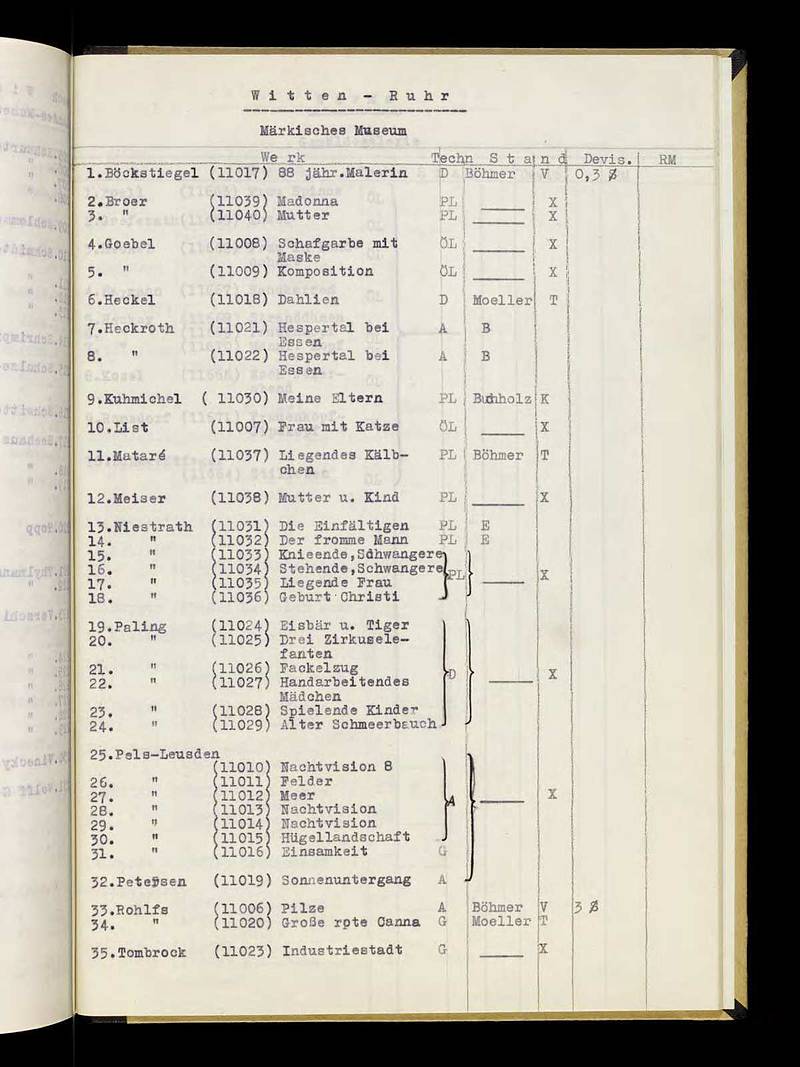 Witten - Ruhr
Märkisches Museum
Werk Techn Stand Devis. RM
1.Böckstiegel (11017) 88 jähr.Malerin D Böhmer V 0,3 $
2.Broer (11039) Madonna PL ____ X
3. " (11040) Mutter PL ____ X
4.Goebel (11008) Schafgarbe mit ÖL ____ X
Maske
5. " (11009) Komposition ÖL ____ X
6.Heckel (11018) Dahlien D Moeller T
7.Heckroth (11021) Hespertal bei A B
Essen
8. " (11022) Hespertal bei A B
Essen
9.Kuhmichel ( 11030) Meine Eltern PL Buchholz K
10.List (11007) Frau mit Katze ÖL ____ X
11.Mataré (11037) Liegendes Kälb- PL Böhmer T
chen
12.Meiser (11038) Mutter u. Kind PL ____ X
13.Niestrath (11031) Die Einfältigen PL E
14. " (11032) Der fromme Mann PL E
15. " (11033) Knieende,Schwangere
16. " (11034) Stehende,Schwangere PL ____ X
17. " (11035) Liegende Frau
18. " (11036) Geburt Christi
19.Paling (11024) Eisbär u. Tiger
20. " (11025) Drei Zirkusele-
fanten
21. " (11026) Fackelzug D ____ X
22. " (11027) Handarbeitendes
Mädchen
23. " (11028) Spielende Kinder
24. " (11029) Alter Schmeerbauch
25.Pels-Leusden
(11010) Nachtvision 8
26. " (11011) Felder
27. " (11012) Meer A ____ X
28. " (11013) Nachtvision
29. " (11014) Nachtvision
30. " (11015) Hügellandschaft
31. " (11016) Einsamkeit G
32.Petersen (11019) Sonnenuntergang A
33.Rohlfs (11006) Pilze A Böhmer V 3 $
34. " (11020) Große rote Canna G Moeller T
35.Tombrock (11023) Industriestadt G ____ X